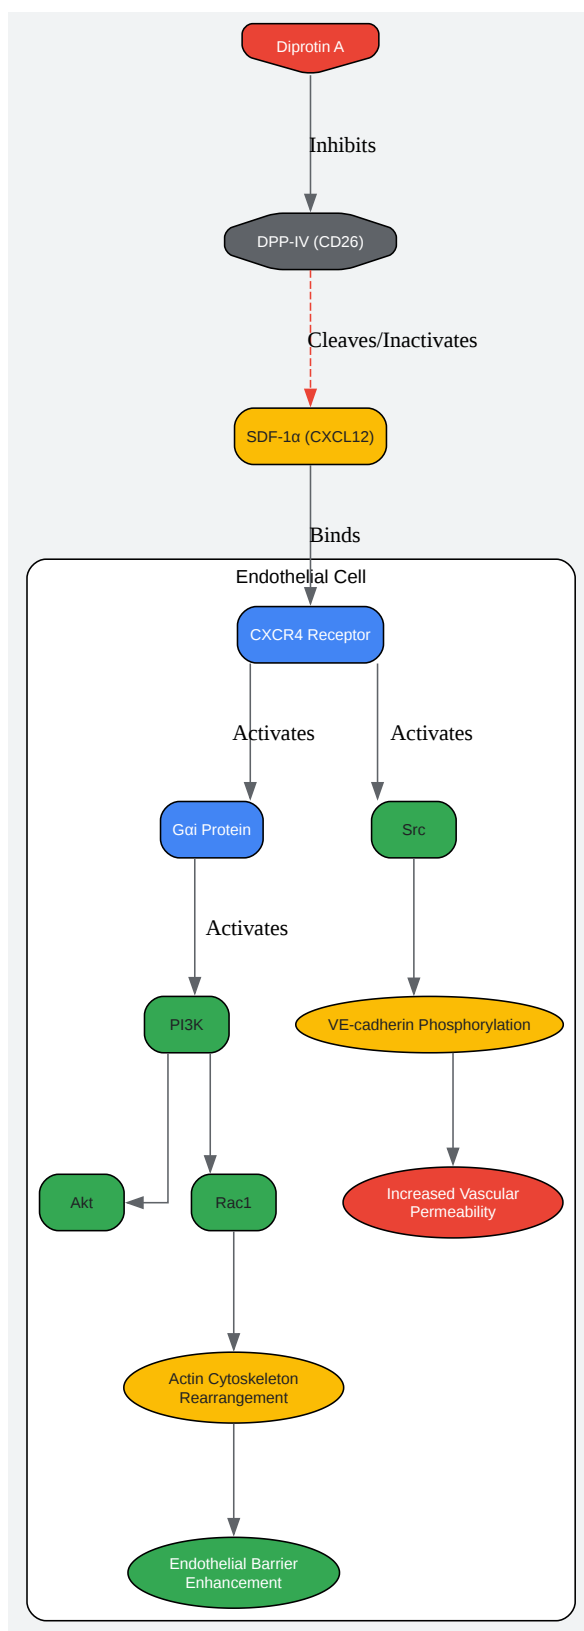 Diprotin A
Inhibits
DPP-IV (CD26)
Cleaves/Inactivates
SDF-1α (CXCL12)
Binds
Endothelial Cell
CXCR4 Receptor
Activates
Activates
Gαi Protein
Src
Activates
PI3K
VE-cadherin Phosphorylation
Akt
Rac1
Increased Vascular
Permeability
Actin Cytoskeleton
Rearrangement
Endothelial Barrier
Enhancement